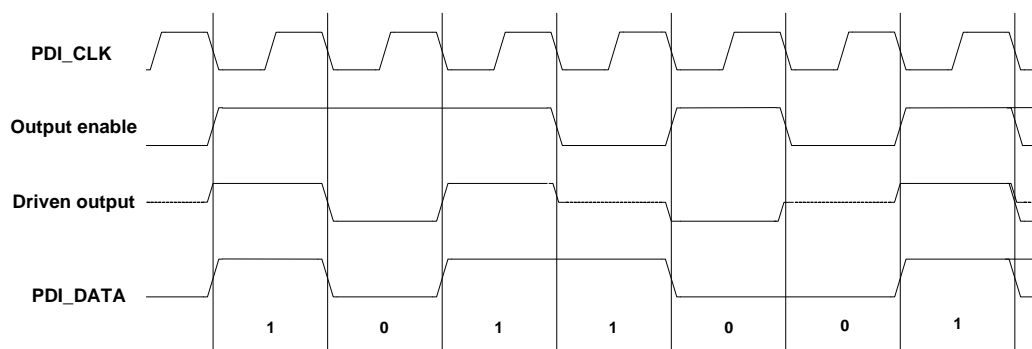 PDI_CLK
Output enable
Driven output
PDI_DATA
1 0 1 1 0 0 1